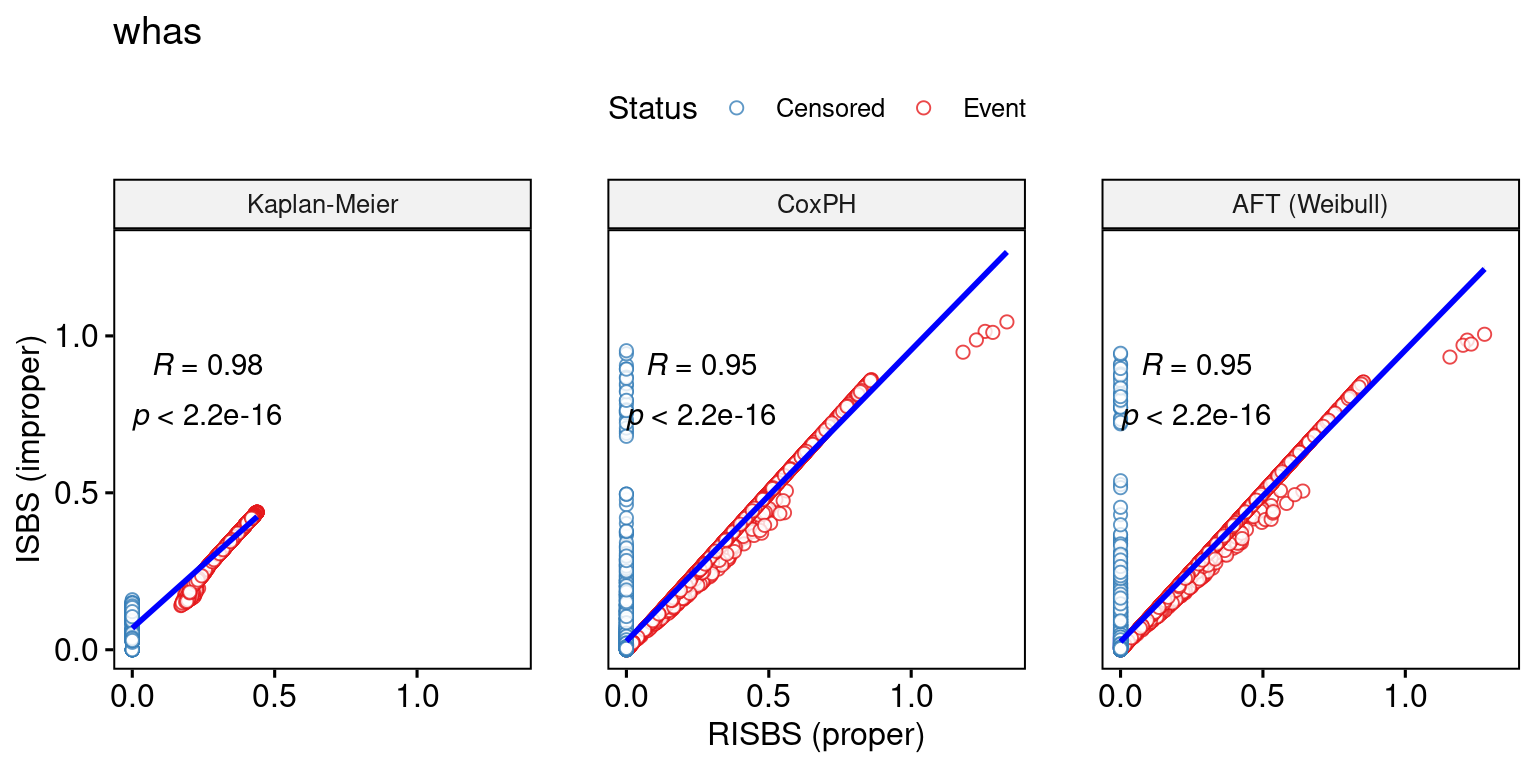 whas
Status Censored Event
Kaplan-Meier CoxPH AFT (Weibull)
ISBS (improper)
1.0
0.5
0.0
R = 0.98
p < 2.2e-16
R = 0.95
p < 2.2e-16
R = 0.95
p < 2.2e-16
0.0 0.5 1.0 0.0 0.5 1.0 0.0 0.5 1.0
RISBS (proper)